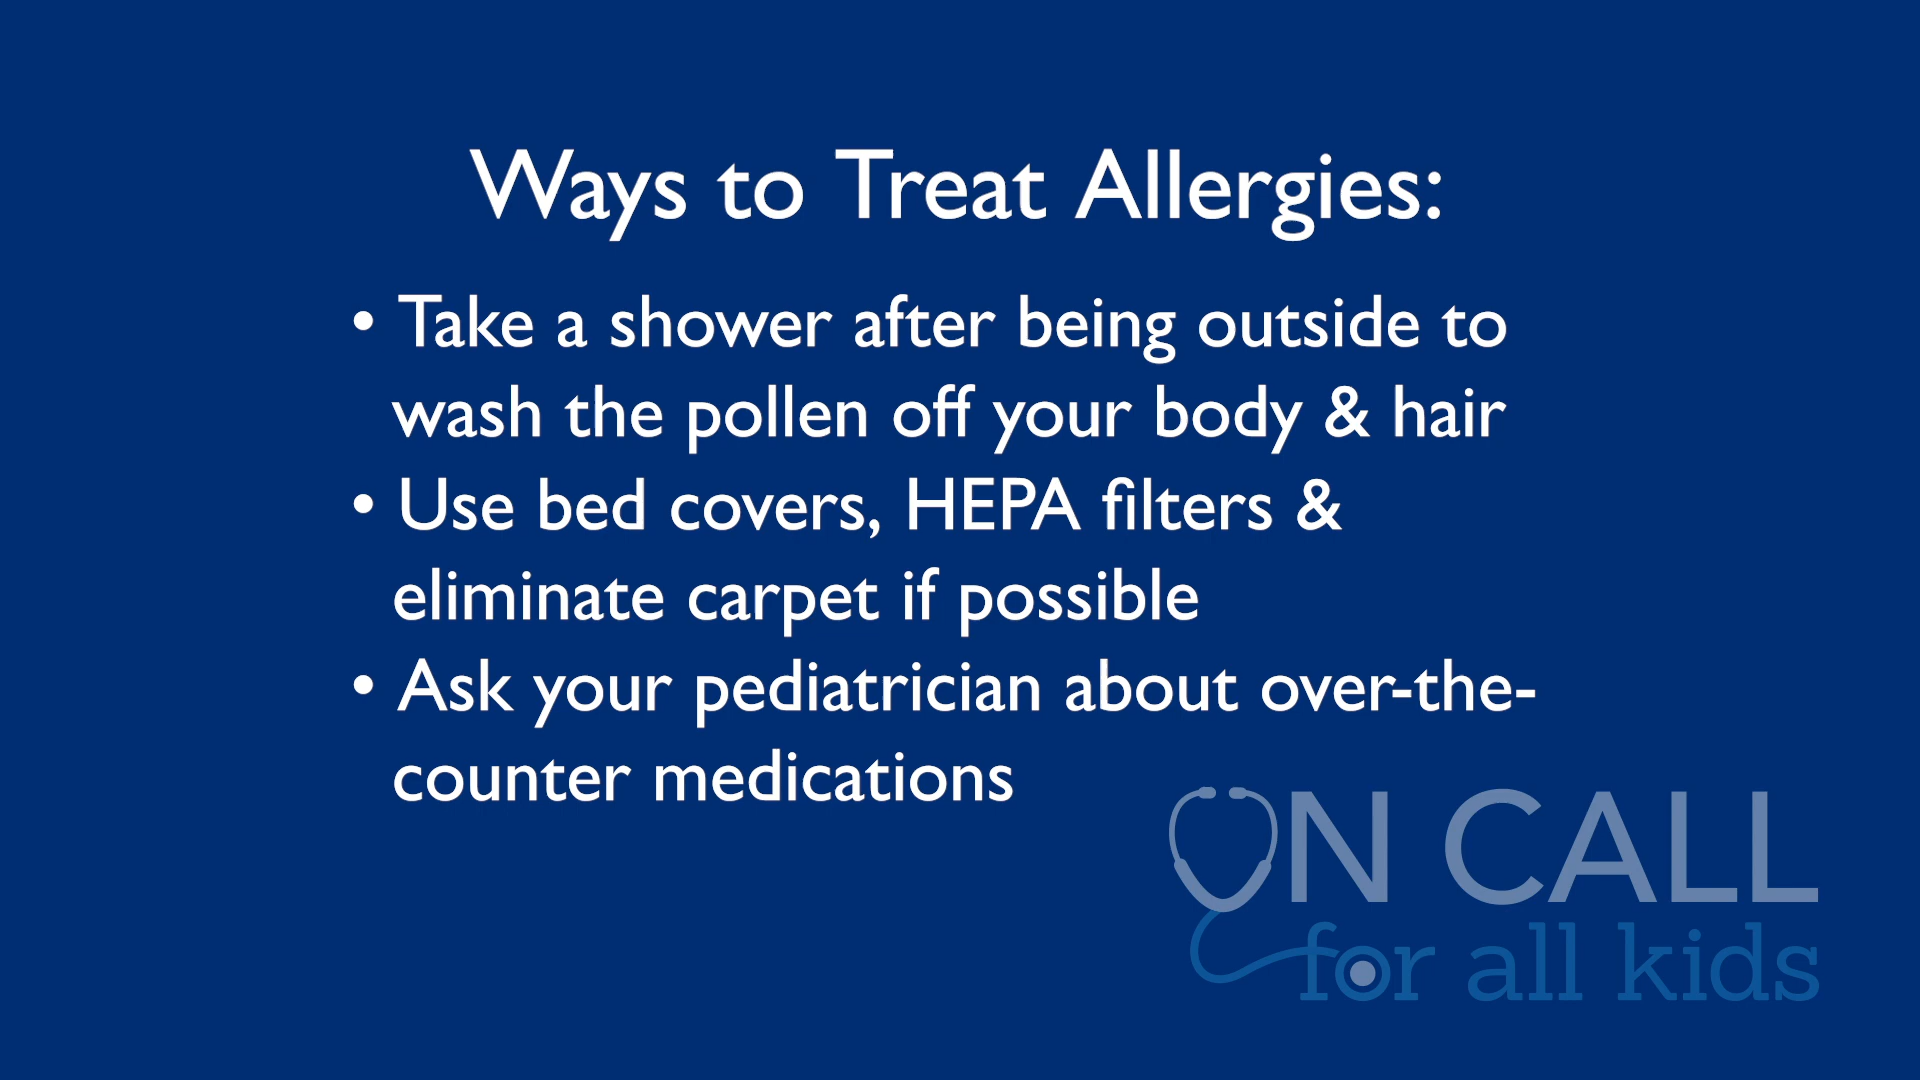 Ways to Treat Allergies:
• Take a shower after being outside to
wash the pollen off your body & hair
• Use bed covers, HEPA filters &
eliminate carpet if possible
• Ask your pediatrician about over-the-
counter medications
ON CALL
for all kids